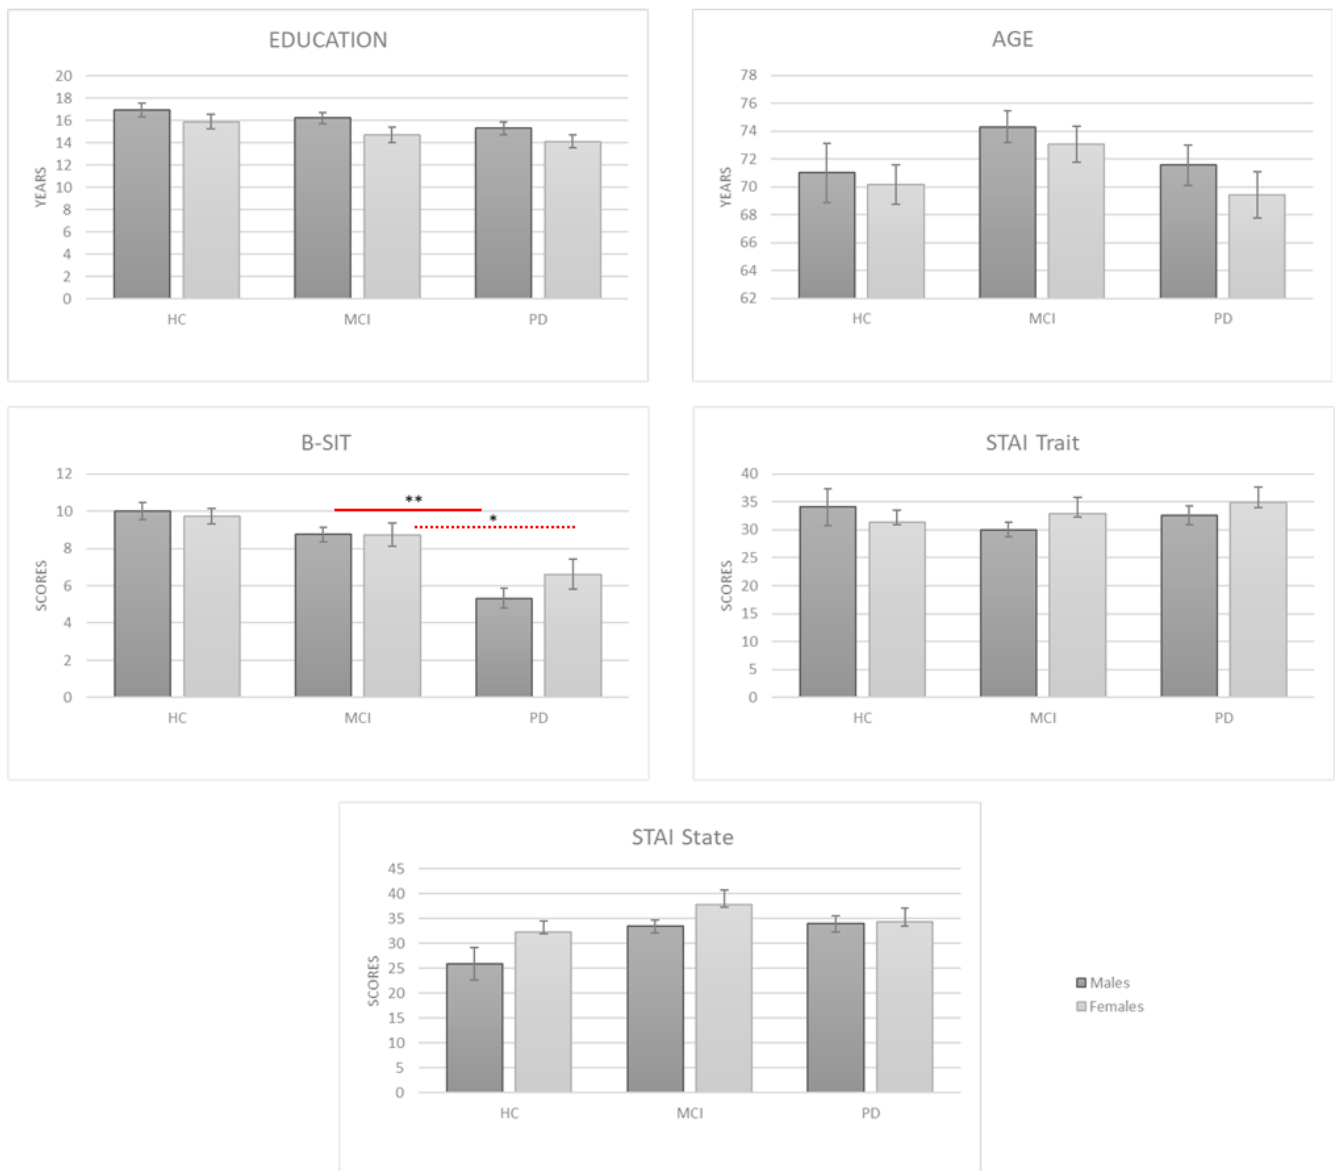 EDUCATION
YEARS
20
18
16
14
12
10
8
6
4
2
0
HC MCI PD
AGE
YEARS
78
76
74
72
70
68
66
64
62
HC MCI PD
B-SIT
SCORES
12
10
8
6
4
2
0
**
*
HC MCI PD
STAI Trait
SCORES
40
35
30
25
20
15
10
5
0
HC MCI PD
STAI State
SCORES
45
40
35
30
25
20
15
10
5
0
HC MCI PD
Males
Females